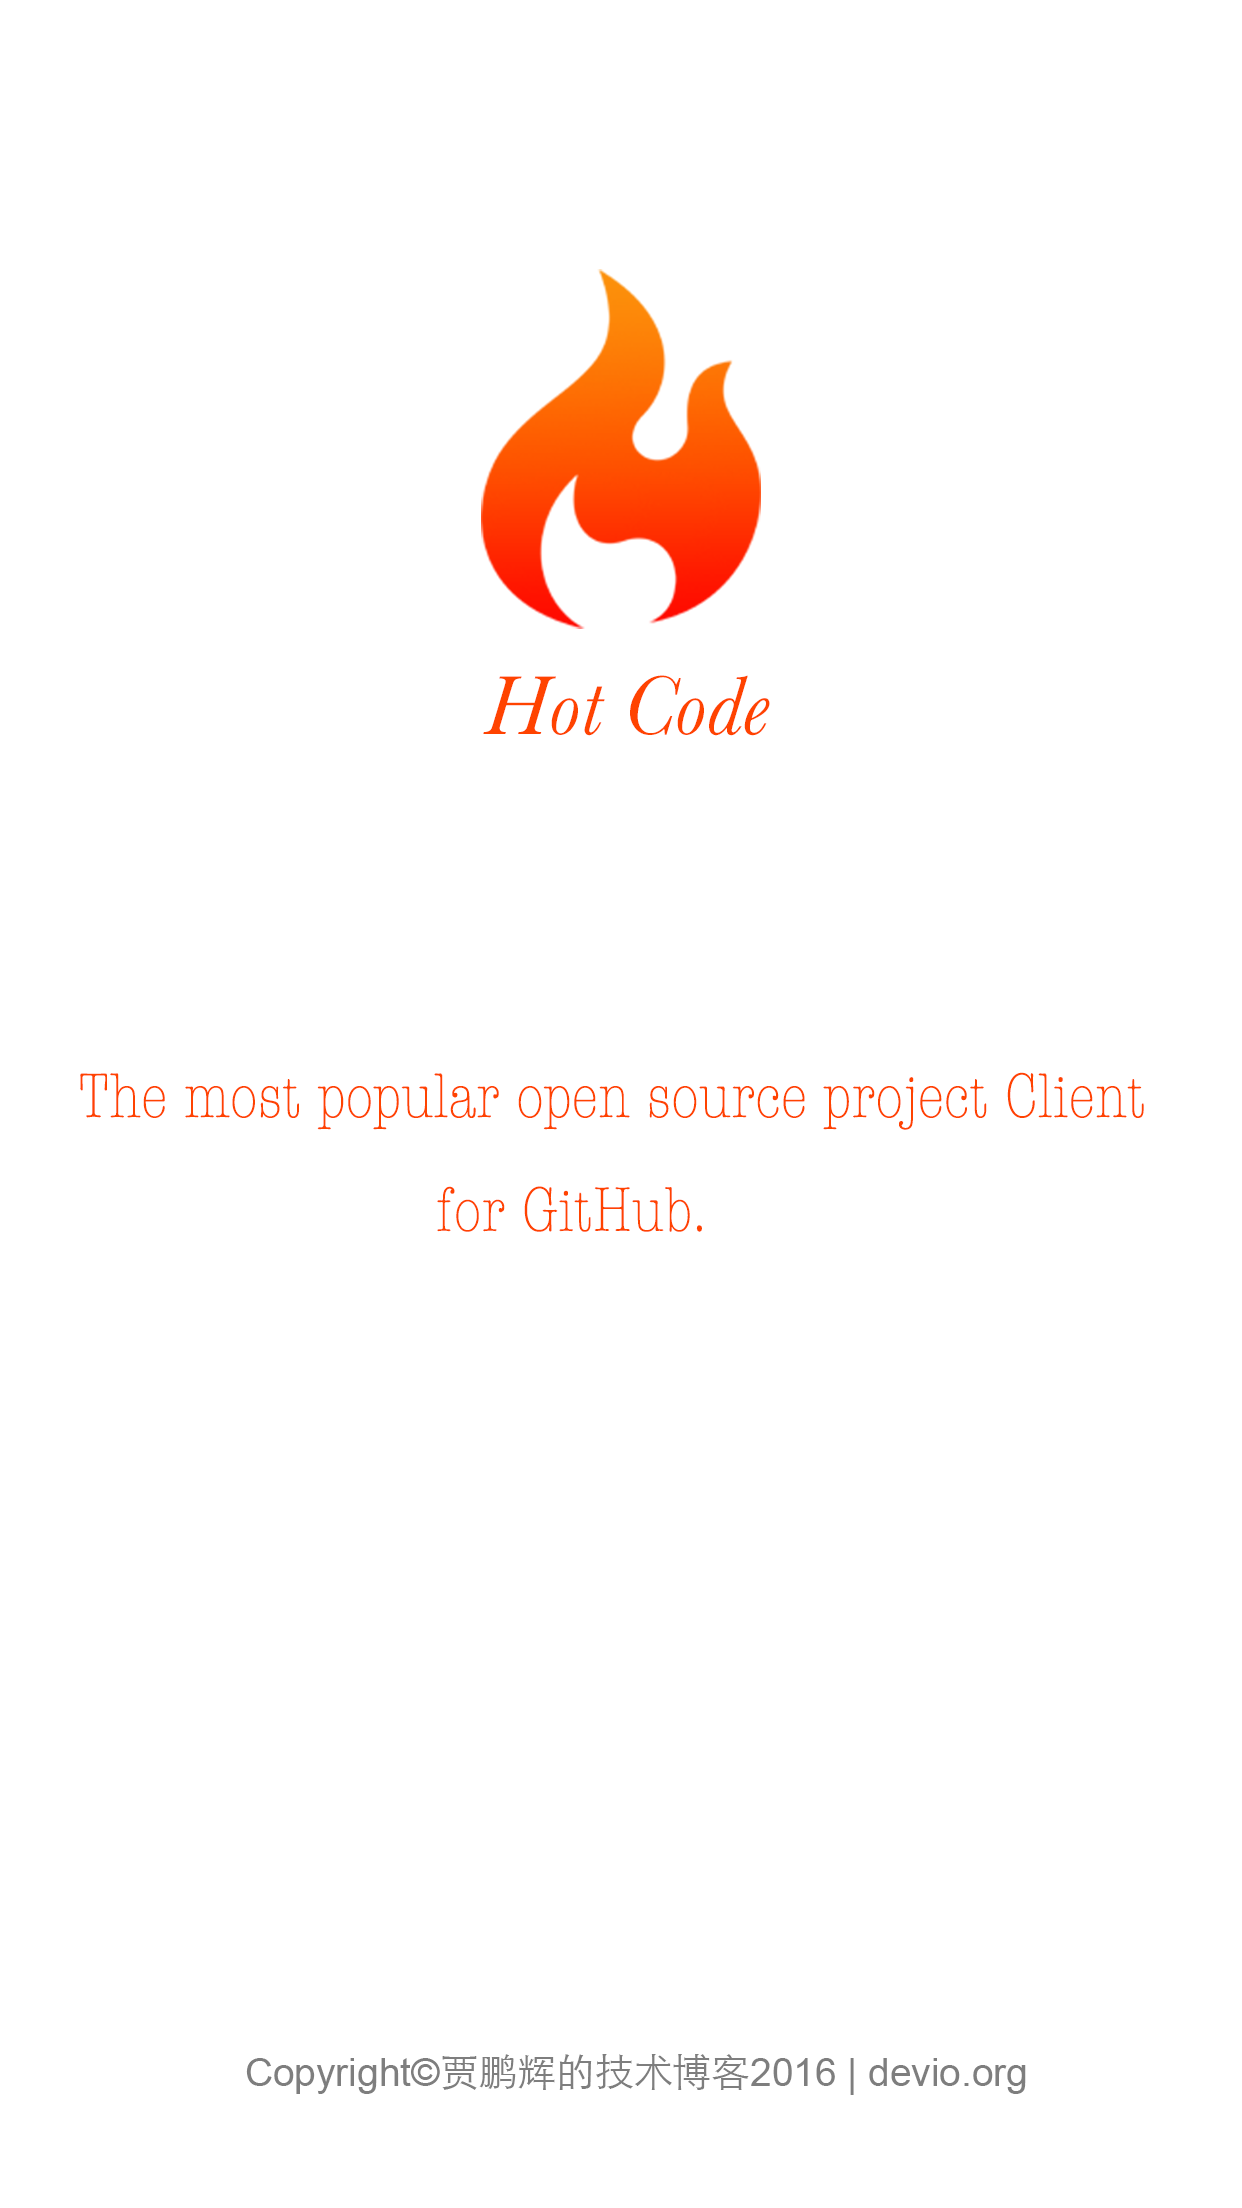 Hot Code
The most popular open source project Client
for GitHub.
Copyright©贾鹏辉的技术博客2016 | devio.org